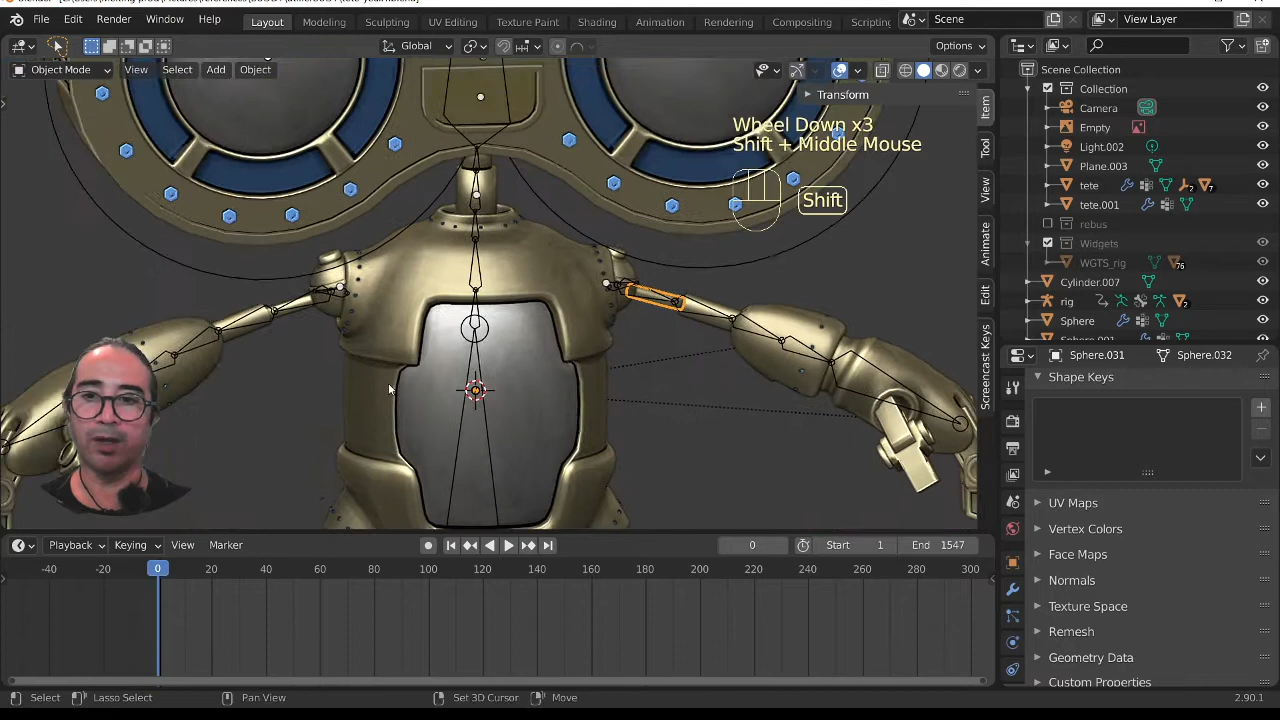 File Edit Render Window Help Layout Modeling Sculpting UV Editing Texture Paint Shading Animation Rendering Compositing Scripting Scene View Layer
Global Options
Object Mode View Select Add Object
Transform
Wheel Down x3
Shift + Middle Mouse
Shift
Item
Tool
View
Animate
Edit
Screencast Keys
Scene Collection
Collection
Camera
Empty
Light.002
Plane.003
tete 2 7
tete.001
rebus
Widgets
WGTS_rig 76
Cylinder.007
rig 2
Sphere
Sphere.031 Sphere.032
Shape Keys
UV Maps
Vertex Colors
Face Maps
Normals
Texture Space
Remesh
Geometry Data
Custom Properties
Playback Keying View Marker 0 Start 1 End 1547
-40 -20 0 20 40 60 80 100 120 140 160 180 200 220 240 260 280 300
Select Lasso Select Pan View Set 3D Cursor Move 2.90.1